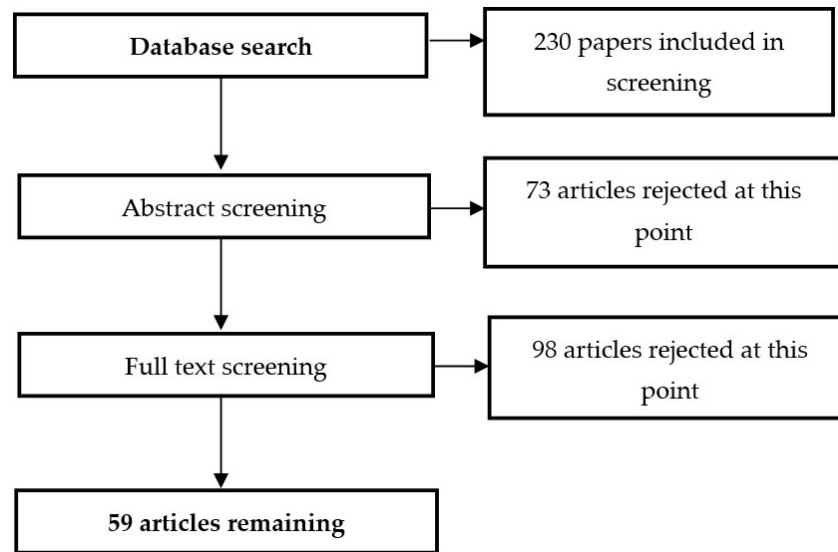 Database search
230 papers included in
screening
Abstract screening
73 articles rejected at this
point
Full text screening
98 articles rejected at this
point
59 articles remaining